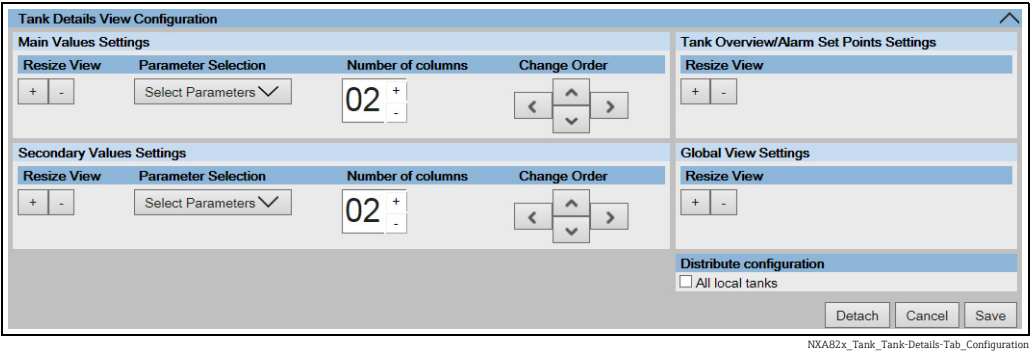 Tank Details View Configuration
Main Values Settings
Resize View Parameter Selection Number of columns Change Order
+ - Select Parameters 02 + -
Tank Overview/Alarm Set Points Settings
Resize View
+ -
Secondary Values Settings
Resize View Parameter Selection Number of columns Change Order
+ - Select Parameters 02 + -
Global View Settings
Resize View
+ -
Distribute configuration
All local tanks
Detach Cancel Save
NXA82x_Tank_Tank-Details-Tab_Configuration